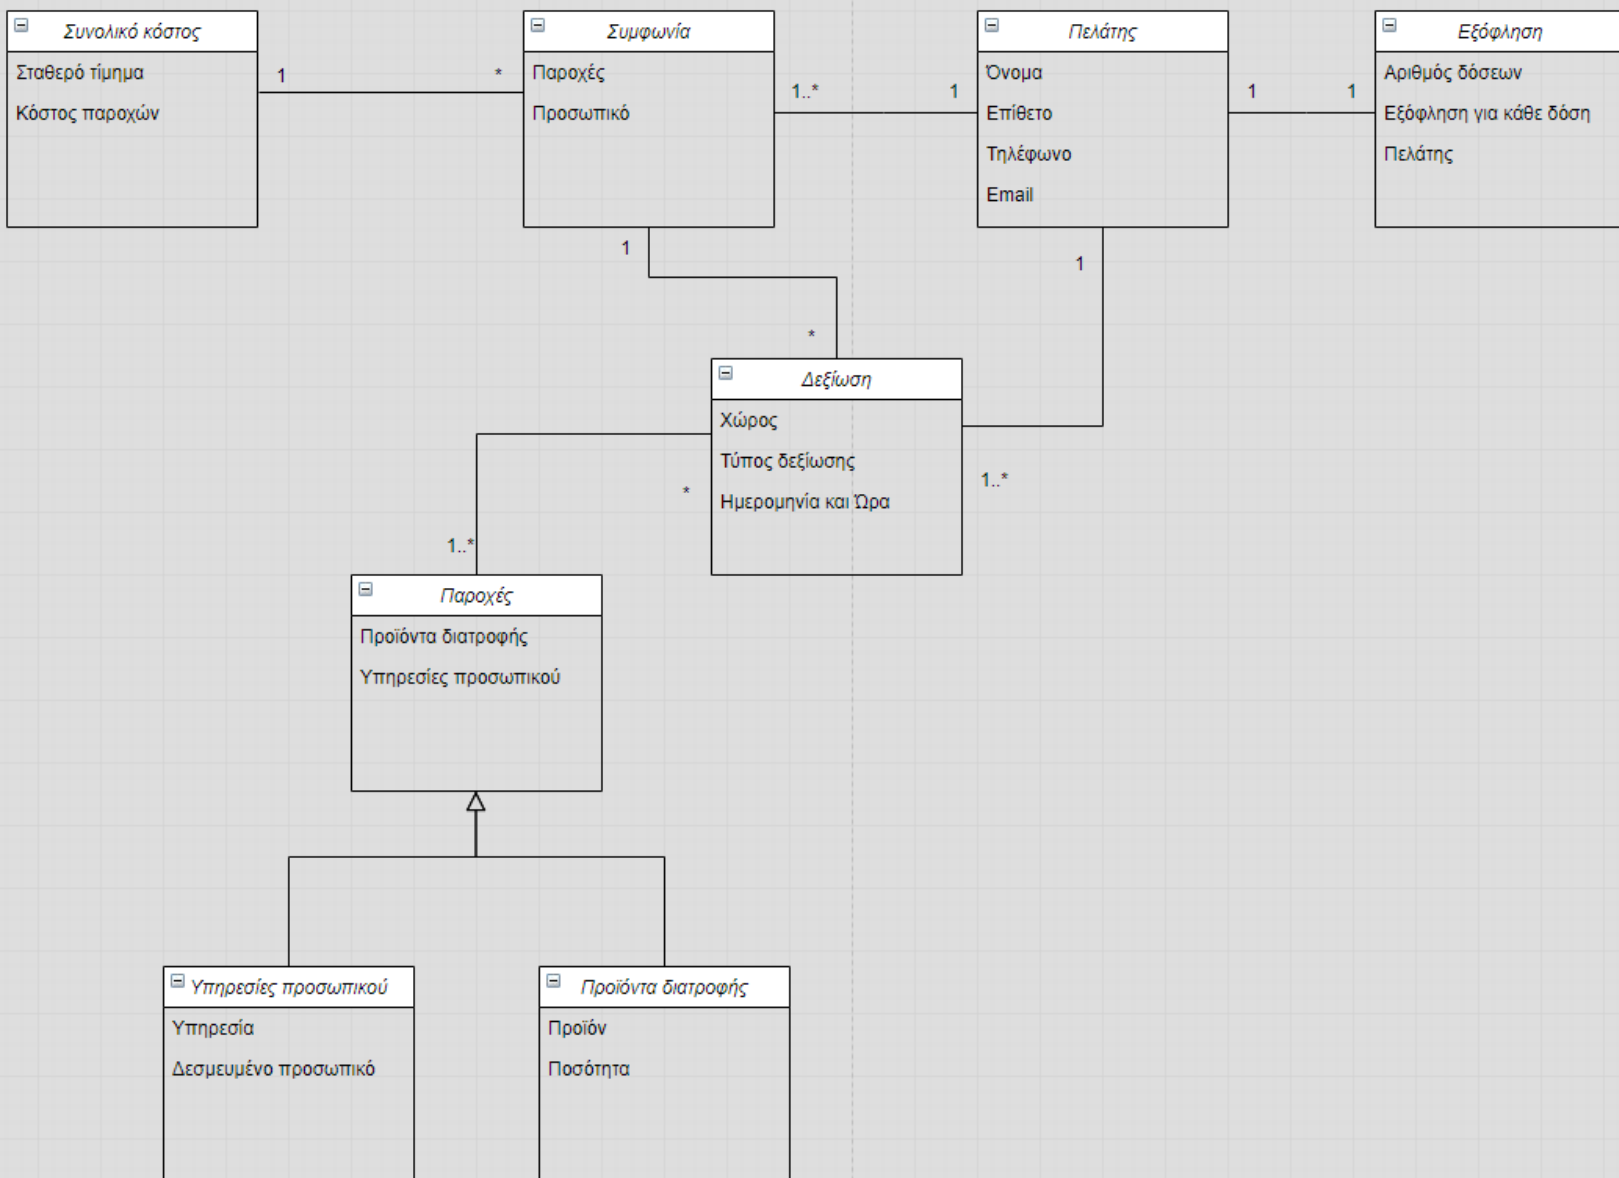 Συνολικό κόστος
Σταθερό τίμημα
Κόστος παροχών
1
*
Συμφωνία
Παροχές
Προσωπικό
1..*
1
Πελάτης
Όνομα
Επίθετο
Τηλέφωνο
Email
1
1
Εξόφληση
Αριθμός δόσεων
Εξόφληση για κάθε δόση
Πελάτης
1
*
1
Δεξίωση
Χώρος
Τύπος δεξίωσης
Ημερομηνία και Ώρα
*
1..*
1..*
Παροχές
Προϊόντα διατροφής
Υπηρεσίες προσωπικού
Υπηρεσίες προσωπικού
Υπηρεσία
Δεσμευμένο προσωπικό
Προϊόντα διατροφής
Προϊόν
Ποσότητα